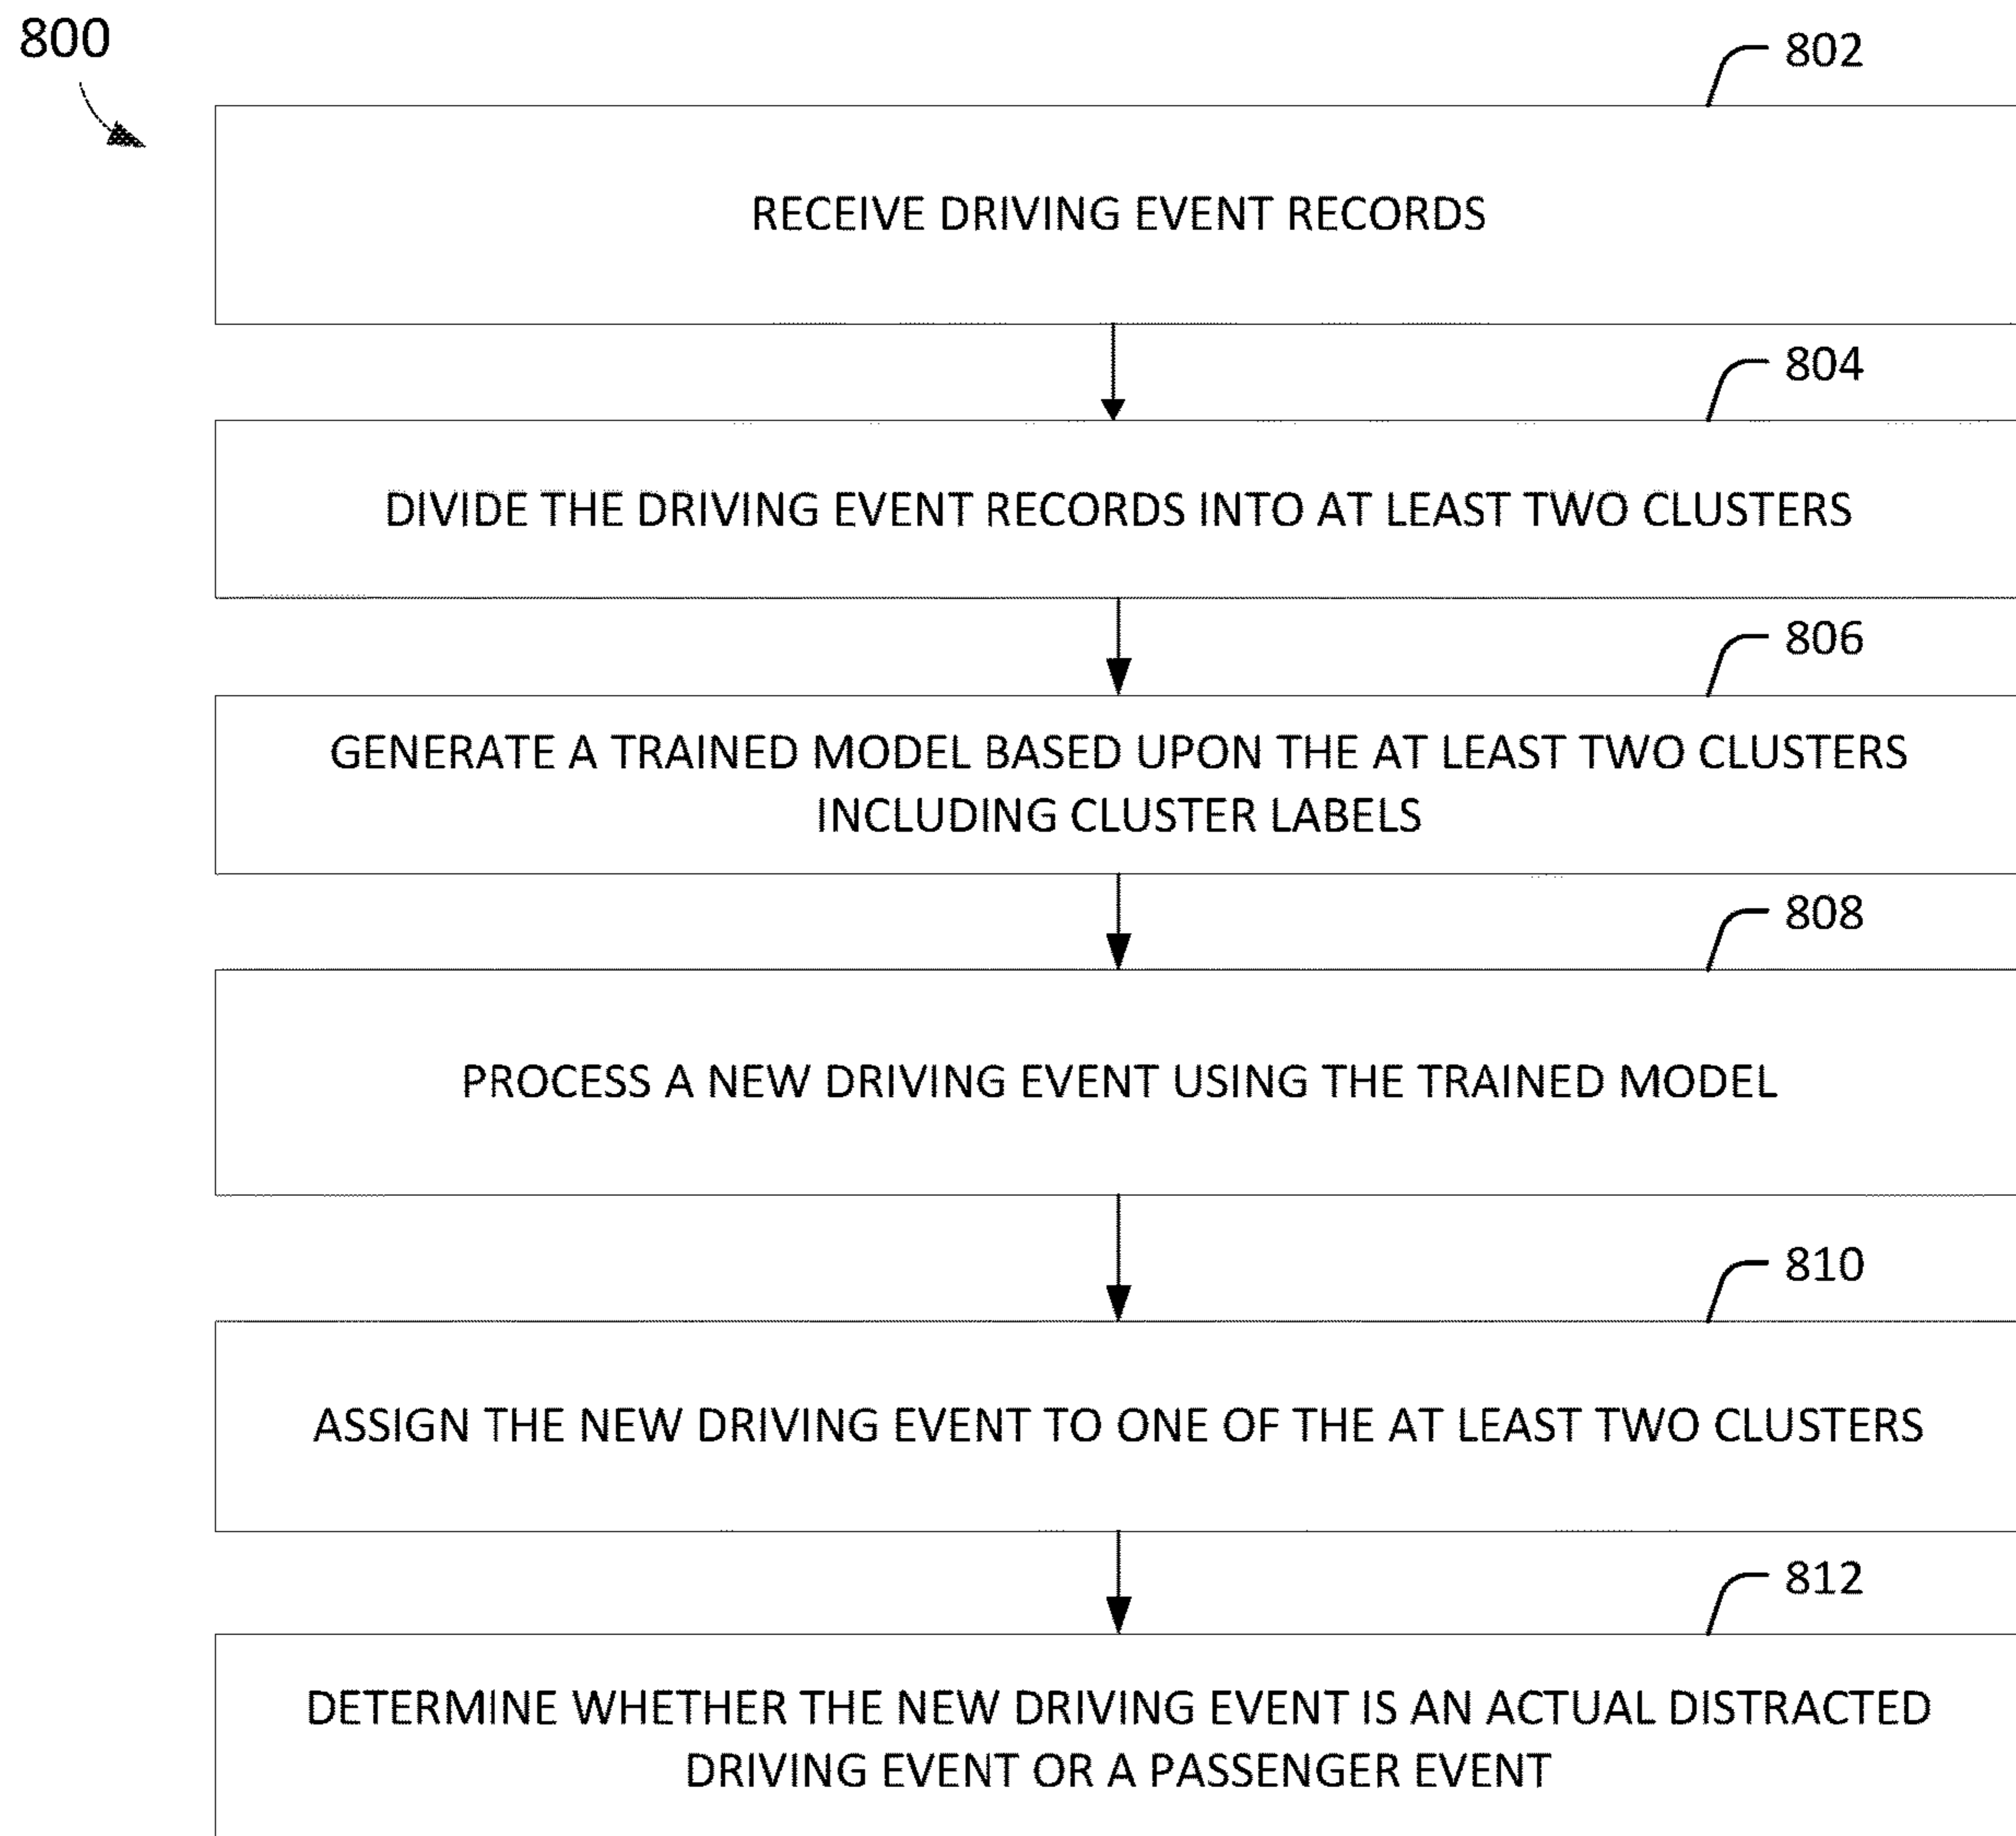 800
802
RECEIVE DRIVING EVENT RECORDS
804
DIVIDE THE DRIVING EVENT RECORDS INTO AT LEAST TWO CLUSTERS
806
GENERATE A TRAINED MODEL BASED UPON THE AT LEAST TWO CLUSTERS
INCLUDING CLUSTER LABELS
808
PROCESS A NEW DRIVING EVENT USING THE TRAINED MODEL
810
ASSIGN THE NEW DRIVING EVENT TO ONE OF THE AT LEAST TWO CLUSTERS
812
DETERMINE WHETHER THE NEW DRIVING EVENT IS AN ACTUAL DISTRACTED
DRIVING EVENT OR A PASSENGER EVENT